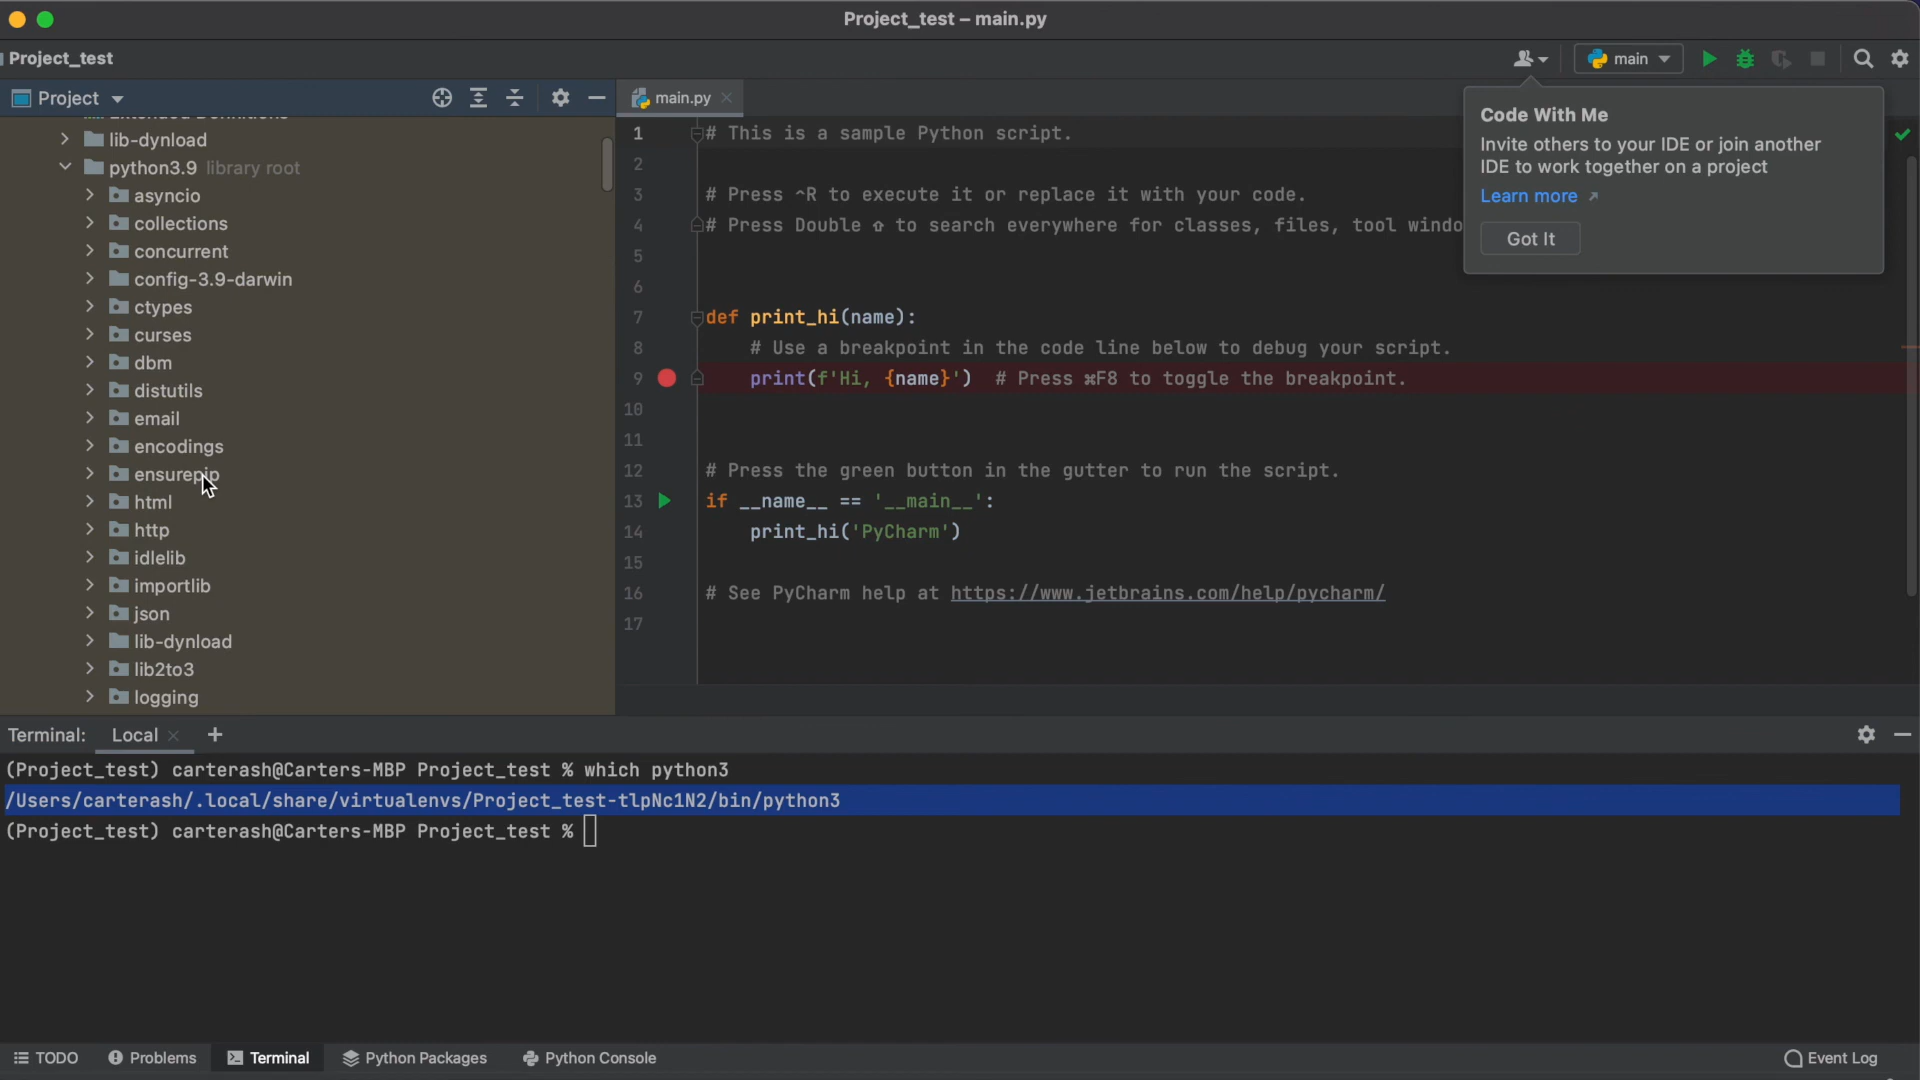 Project_test – main.py
Project_test
main
Project
main.py
Code With Me
Invite others to your IDE or join another
IDE to work together on a project
Learn more ↗
Got It
Extended Definitions
lib-dynload
python3.9 library root
asyncio
collections
concurrent
config-3.9-darwin
ctypes
curses
dbm
distutils
email
encodings
ensurepip
html
http
idlelib
importlib
json
lib-dynload
lib2to3
logging
1 # This is a sample Python script.
2
3 # Press ⌃R to execute it or replace it with your code.
4 # Press Double ⇧ to search everywhere for classes, files, tool windo
5
6
7 def print_hi(name):
8 # Use a breakpoint in the code line below to debug your script.
9 print(f'Hi, {name}') # Press ⌘F8 to toggle the breakpoint.
10
11
12 # Press the green button in the gutter to run the script.
13 if __name__ == '__main__':
14 print_hi('PyCharm')
15
16 # See PyCharm help at https://www.jetbrains.com/help/pycharm/
17
Terminal: Local
(Project_test) carterash@Carters-MBP Project_test % which python3
/Users/carterash/.local/share/virtualenvs/Project_test-tlpNc1N2/bin/python3
(Project_test) carterash@Carters-MBP Project_test %
TODO Problems Terminal Python Packages Python Console Event Log